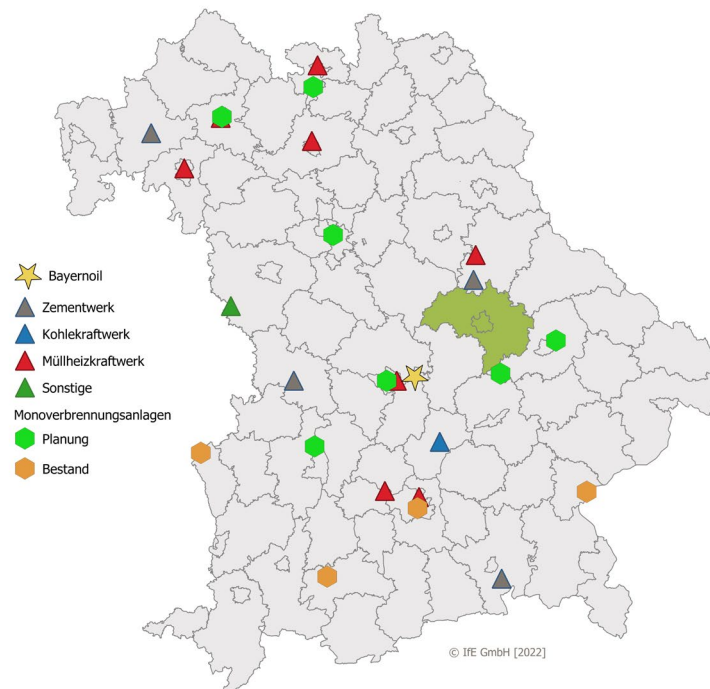 Bayernoil
Zementwerk
Kohlekraftwerk
Müllheizkraftwerk
Sonstige
Monoverbrennungsanlagen
Planung
Bestand
© IfE GmbH [2022]